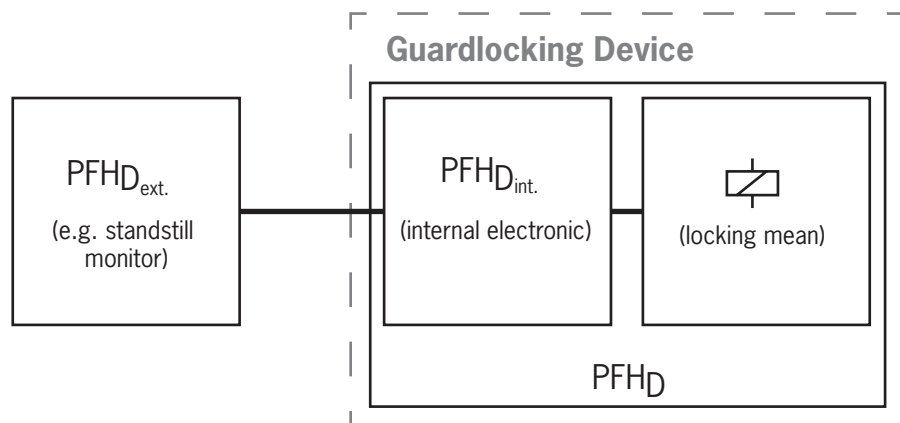 Guardlocking Device
PFHDext.
(e.g. standstill
monitor)
PFHDint.
(internal electronic)
(locking mean)
PFHD